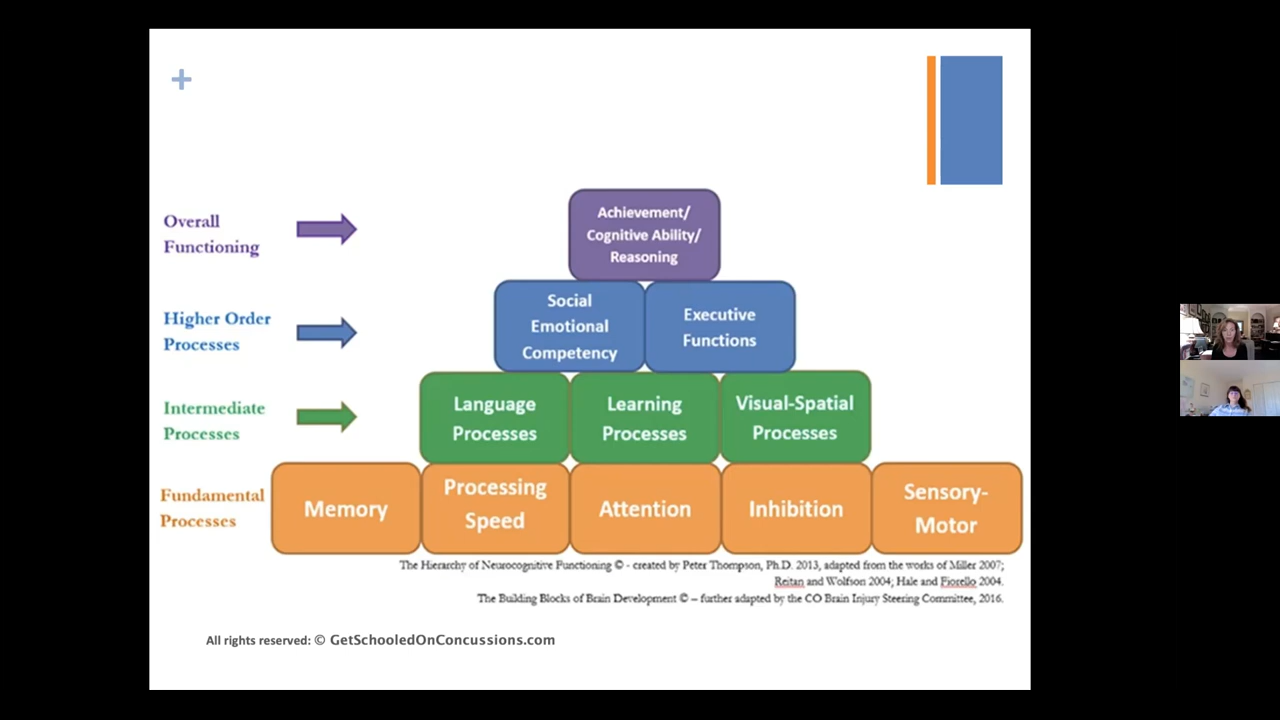 +
Overall
Functioning
Achievement/
Cognitive Ability/
Reasoning
Higher Order
Processes
Social
Emotional
Competency
Executive
Functions
Intermediate
Processes
Language
Processes
Learning
Processes
Visual-Spatial
Processes
Fundamental
Processes
Memory
Processing
Speed
Attention
Inhibition
Sensory-
Motor
The Hierarchy of Neurocognitive Functioning © - created by Peter Thompson, Ph.D. 2013, adapted from the works of Miller 2007;
Reitan and Wolfson 2004; Hale and Fiorello 2004.
The Building Blocks of Brain Development © – further adapted by the CO Brain Injury Steering Committee, 2016.
All rights reserved: © GetSchooledOnConcussions.com